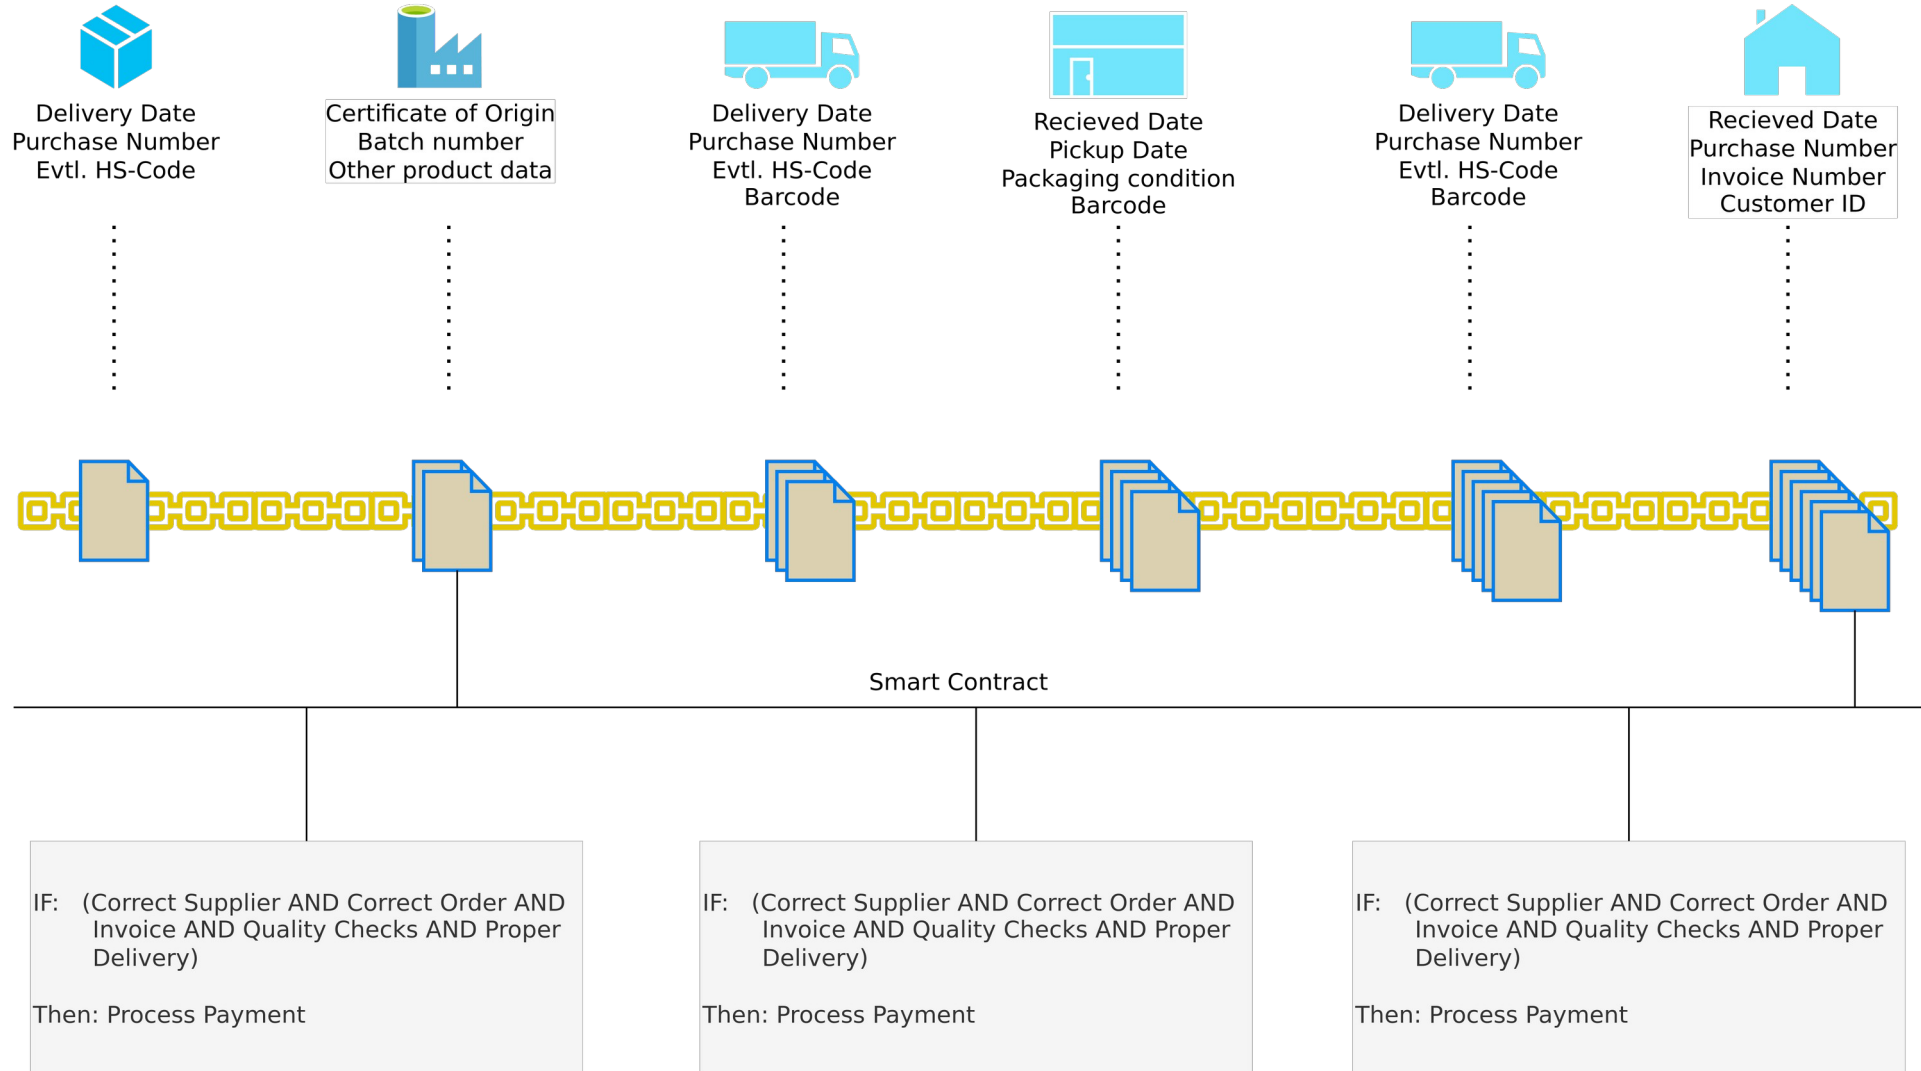 Delivery Date
Purchase Number
Evtl. HS-Code
Certificate of Origin
Batch number
Other product data
Delivery Date
Purchase Number
Evtl. HS-Code
Barcode
Recieved Date
Pickup Date
Packaging condition
Barcode
Delivery Date
Purchase Number
Evtl. HS-Code
Barcode
Recieved Date
Purchase Number
Invoice Number
Customer ID
Smart Contract
IF: (Correct Supplier AND Correct Order AND
Invoice AND Quality Checks AND Proper
Delivery)
Then: Process Payment
IF: (Correct Supplier AND Correct Order AND
Invoice AND Quality Checks AND Proper
Delivery)
Then: Process Payment
IF: (Correct Supplier AND Correct Order AND
Invoice AND Quality Checks AND Proper
Delivery)
Then: Process Payment